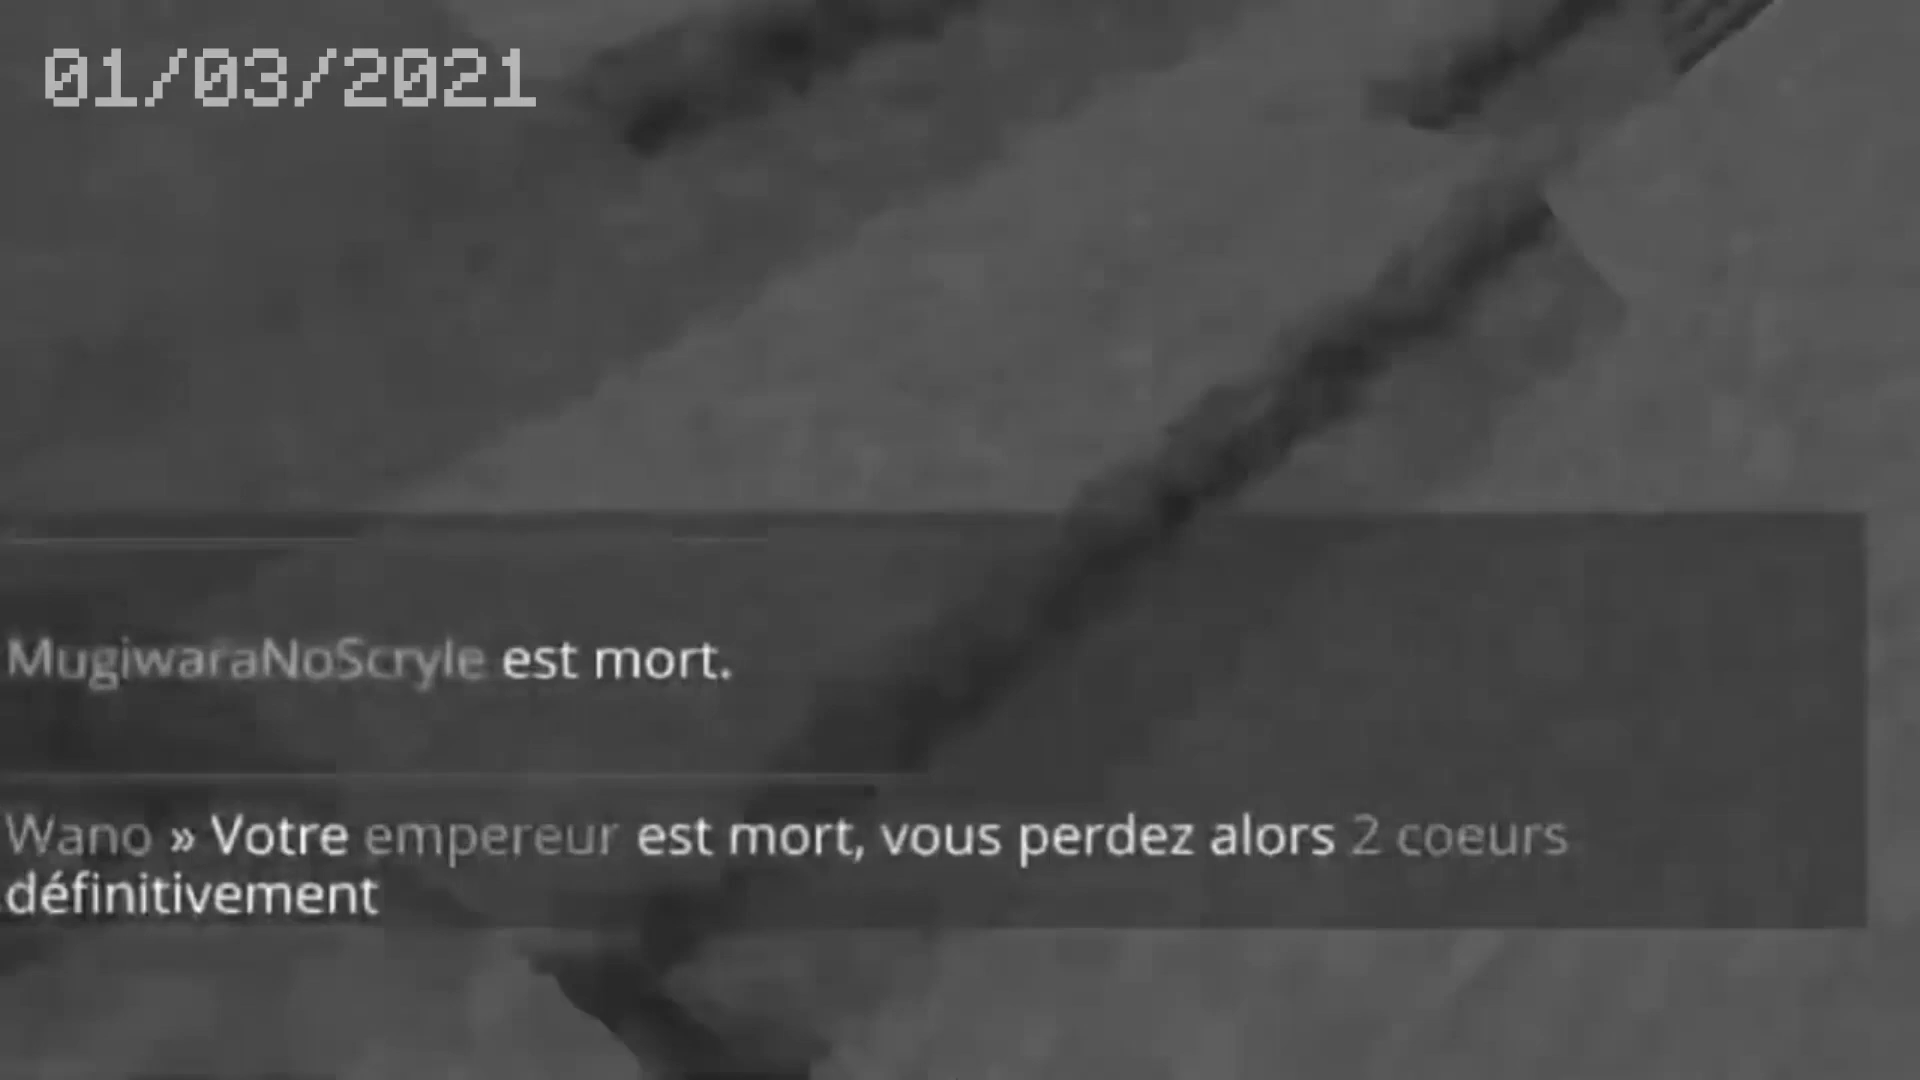 01/03/2021
MugiwaraNoScryle est mort.
Wano » Votre empereur est mort, vous perdez alors 2 coeurs
définitivement